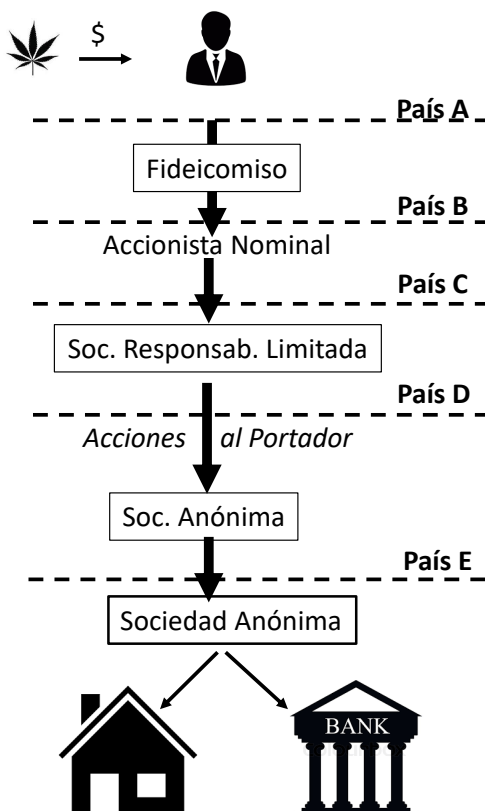 $
País A
Fideicomiso
País B
Accionista Nominal
País C
Soc. Responsab. Limitada
País D
Acciones al Portador
Soc. Anónima
País E
Sociedad Anónima
BANK